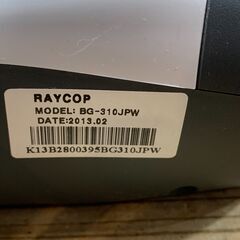 RAYCOP
MODEL: BG-310JPW
DATE:2013.02
K13B2800395BG310JPW